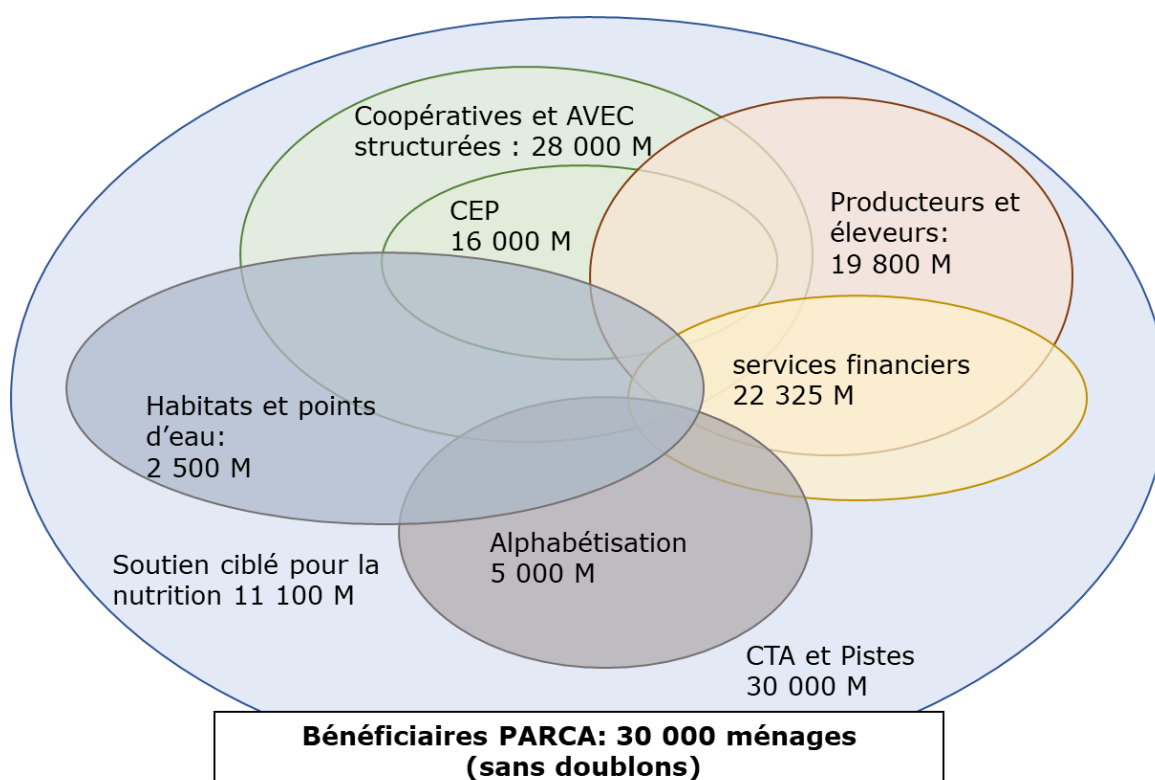 Coopératives et AVEC
structurées : 28 000 M
CEP
16 000 M
Producteurs et
éleveurs:
19 800 M
services financiers
22 325 M
Habitats et points
d’eau:
2 500 M
Alphabétisation
5 000 M
Soutien ciblé pour la
nutrition 11 100 M
CTA et Pistes
30 000 M
Bénéficiaires PARCA: 30 000 ménages
(sans doublons)